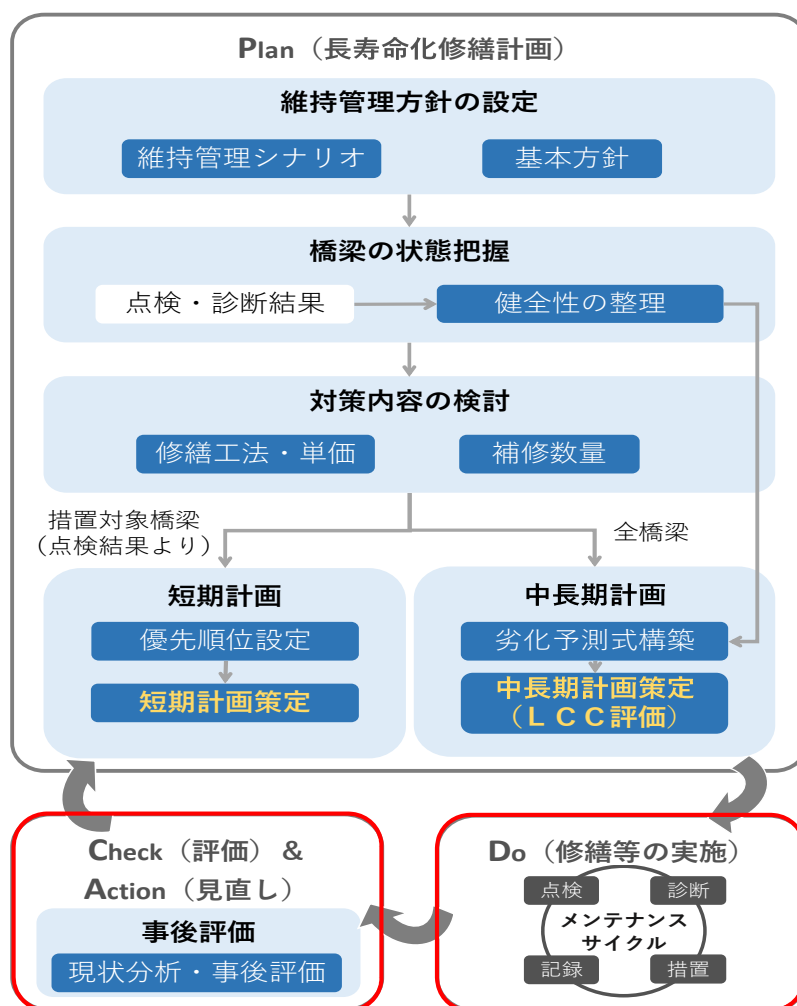 Plan（長寿命化修繕計画）
維持管理方針の設定
維持管理シナリオ
基本方針
橋梁の状態把握
点検・診断結果
健全性の整理
対策内容の検討
修繕工法・単価
補修数量
措置対象橋梁
（点検結果より）
全橋梁
短期計画
優先順位設定
短期計画策定
中長期計画
劣化予測式構築
中長期計画策定
（ＬＣＣ評価）
Check（評価）&
Action（見直し）
事後評価
現状分析・事後評価
Do（修繕等の実施）
点検
診断
メンテナンス
サイクル
記録
措置